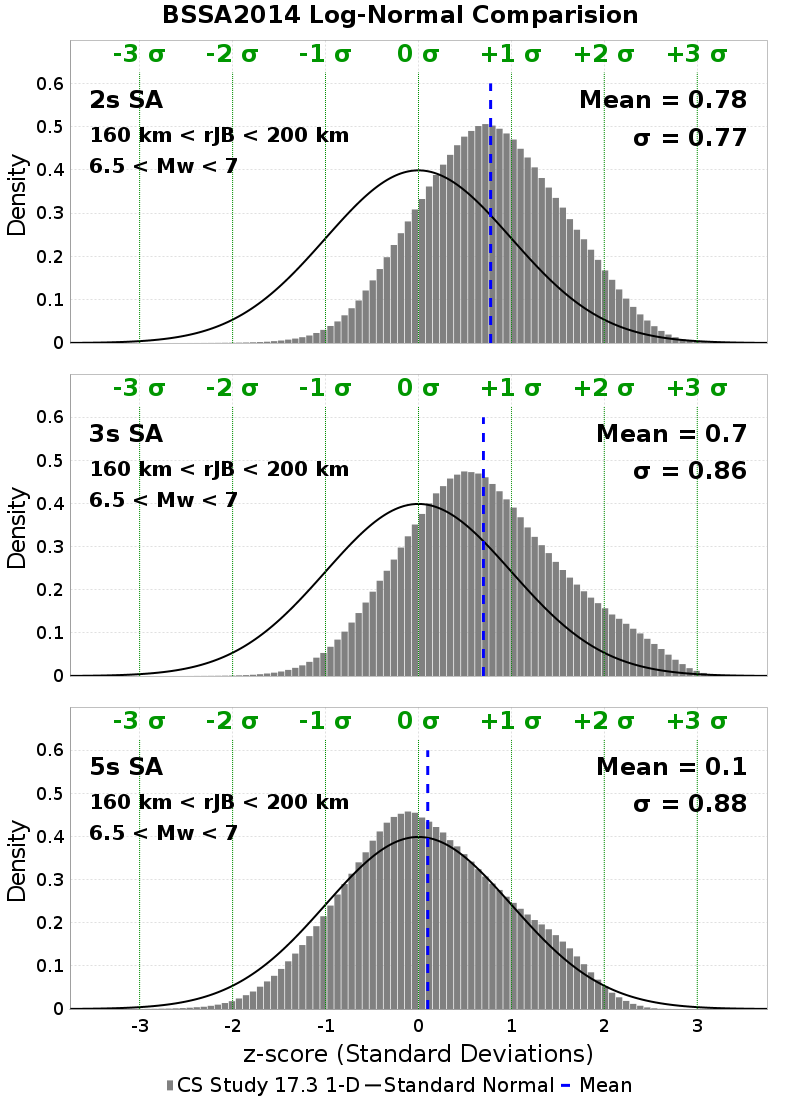 BSSA2014 Log-Normal Comparision
-3 σ -2 σ -1 σ 0 σ +1 σ +2 σ +3 σ
0.6
2s SA Mean = 0.78
0.5
160 km < rJB < 200 km σ = 0.77
0.4
6.5 < Mw < 7
Density
0.3
0.2
0.1
0
-3 σ -2 σ -1 σ 0 σ +1 σ +2 σ +3 σ
0.6
3s SA Mean = 0.7
0.5
160 km < rJB < 200 km σ = 0.86
0.4
6.5 < Mw < 7
Density
0.3
0.2
0.1
0
-3 σ -2 σ -1 σ 0 σ +1 σ +2 σ +3 σ
0.6
5s SA Mean = 0.1
0.5
160 km < rJB < 200 km σ = 0.88
0.4
6.5 < Mw < 7
Density
0.3
0.2
0.1
0
-3 -2 -1 0 1 2 3
z-score (Standard Deviations)
CS Study 17.3 1-D Standard Normal Mean